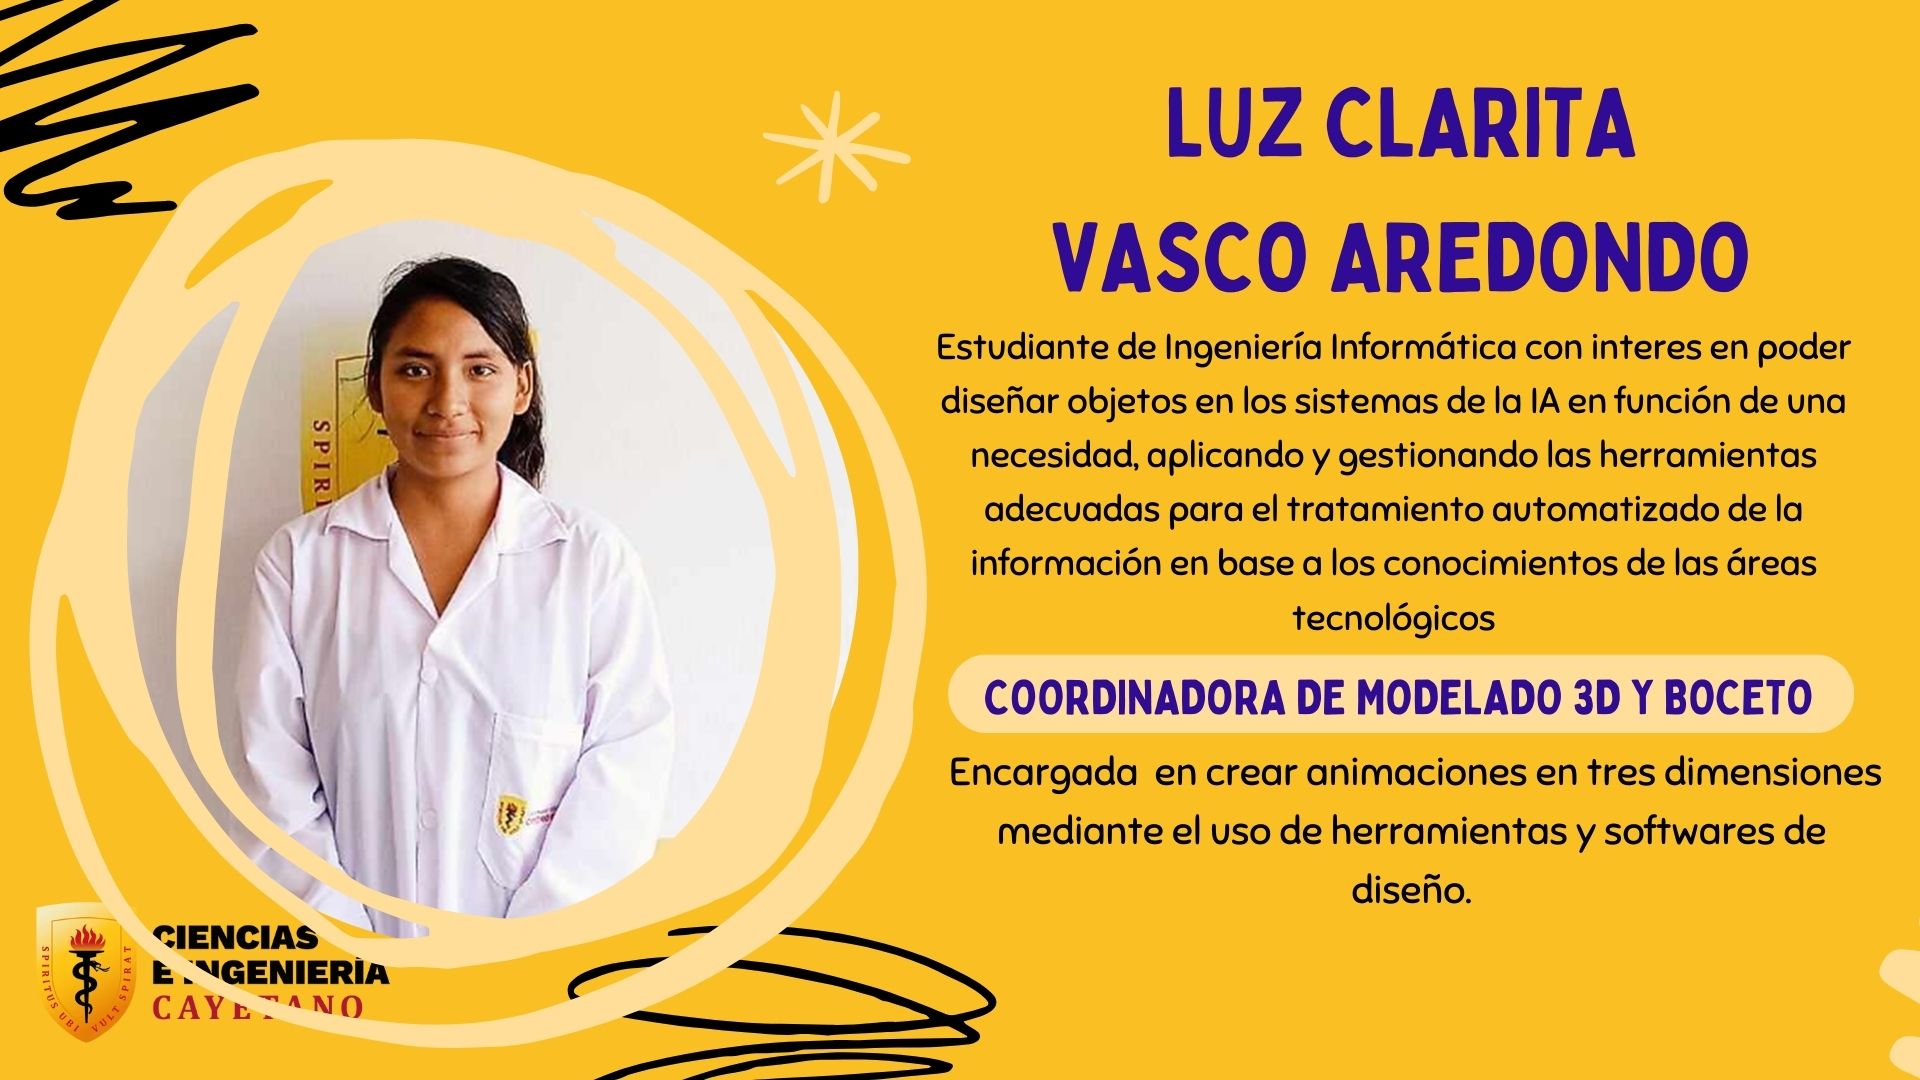 LUZ CLARITA
VASCO AREDONDO
Estudiante de Ingeniería Informática con interes en poder
diseñar objetos en los sistemas de la IA en función de una
necesidad, aplicando y gestionando las herramientas
adecuadas para el tratamiento automatizado de la
información en base a los conocimientos de las áreas
tecnológicos
COORDINADORA DE MODELADO 3D Y BOCETO
Encargada en crear animaciones en tres dimensiones
mediante el uso de herramientas y softwares de
diseño.
SPIRI
SPIRITUS UBI VULT SPIRAT
CIENCIAS
E INGENIERÍA
CAYETANO